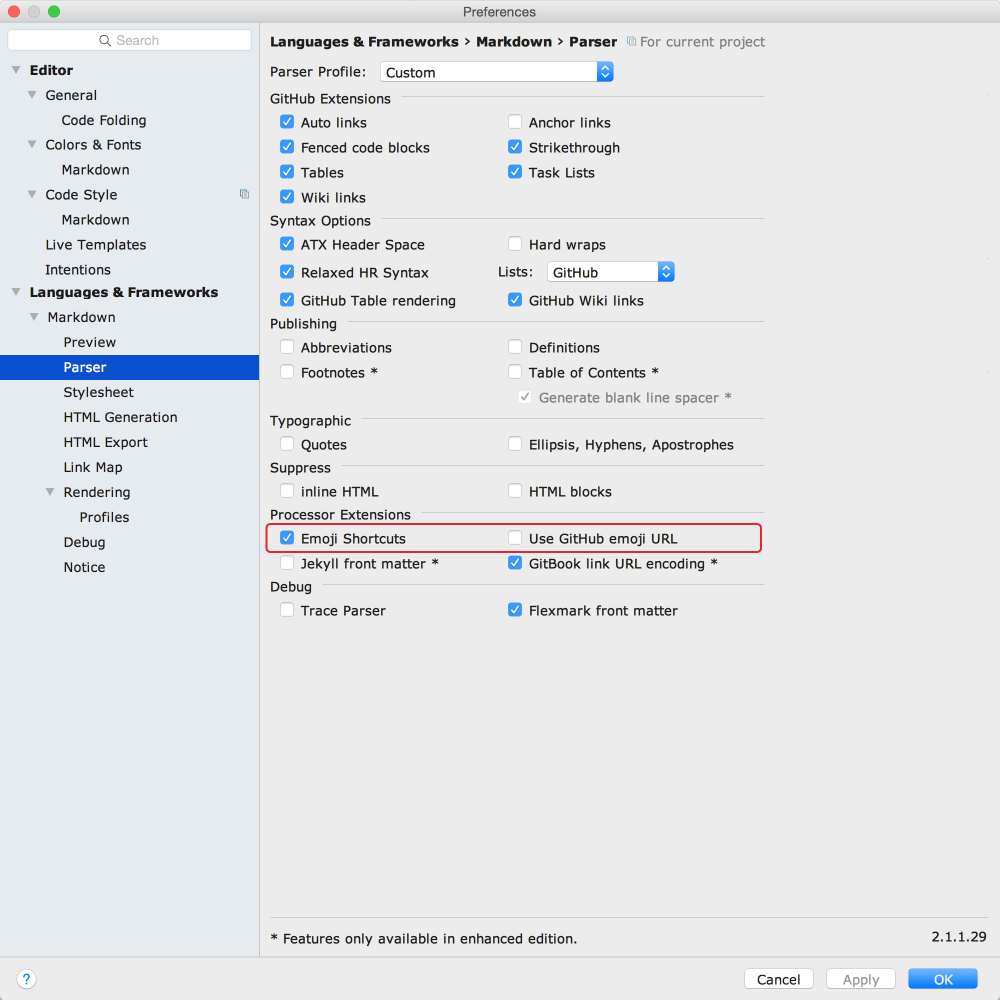 Preferences
Search
Editor
General
Code Folding
Colors & Fonts
Markdown
Code Style
Markdown
Live Templates
Intentions
Languages & Frameworks
Markdown
Preview
Parser
Stylesheet
HTML Generation
HTML Export
Link Map
Rendering
Profiles
Debug
Notice
Languages & Frameworks › Markdown › Parser For current project
Parser Profile: Custom
GitHub Extensions
Auto links Anchor links
Fenced code blocks Strikethrough
Tables Task Lists
Wiki links
Syntax Options
ATX Header Space Hard wraps
Relaxed HR Syntax Lists: GitHub
GitHub Table rendering GitHub Wiki links
Publishing
Abbreviations Definitions
Footnotes * Table of Contents *
Generate blank line spacer *
Typographic
Quotes Ellipsis, Hyphens, Apostrophes
Suppress
inline HTML HTML blocks
Processor Extensions
Emoji Shortcuts Use GitHub emoji URL
Jekyll front matter * GitBook link URL encoding *
Debug
Trace Parser Flexmark front matter
* Features only available in enhanced edition. 2.1.1.29
? Cancel Apply OK